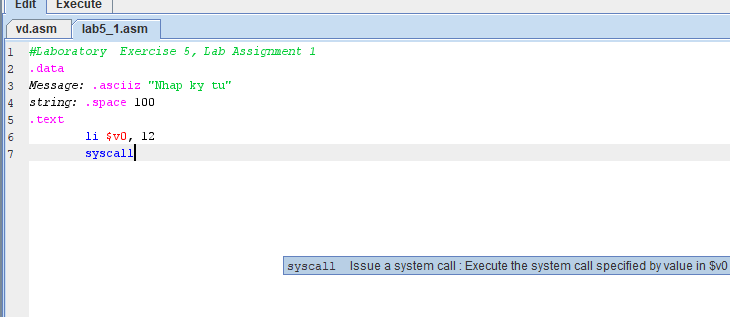 Edit Execute
vd.asm lab5_1.asm
1 #Laboratory Exercise 5, Lab Assignment 1
2 .data
3 Message: .asciiz "Nhap ky tu"
4 string: .space 100
5 .text
6 li $v0, 12
7 syscall
syscall Issue a system call : Execute the system call specified by value in $v0